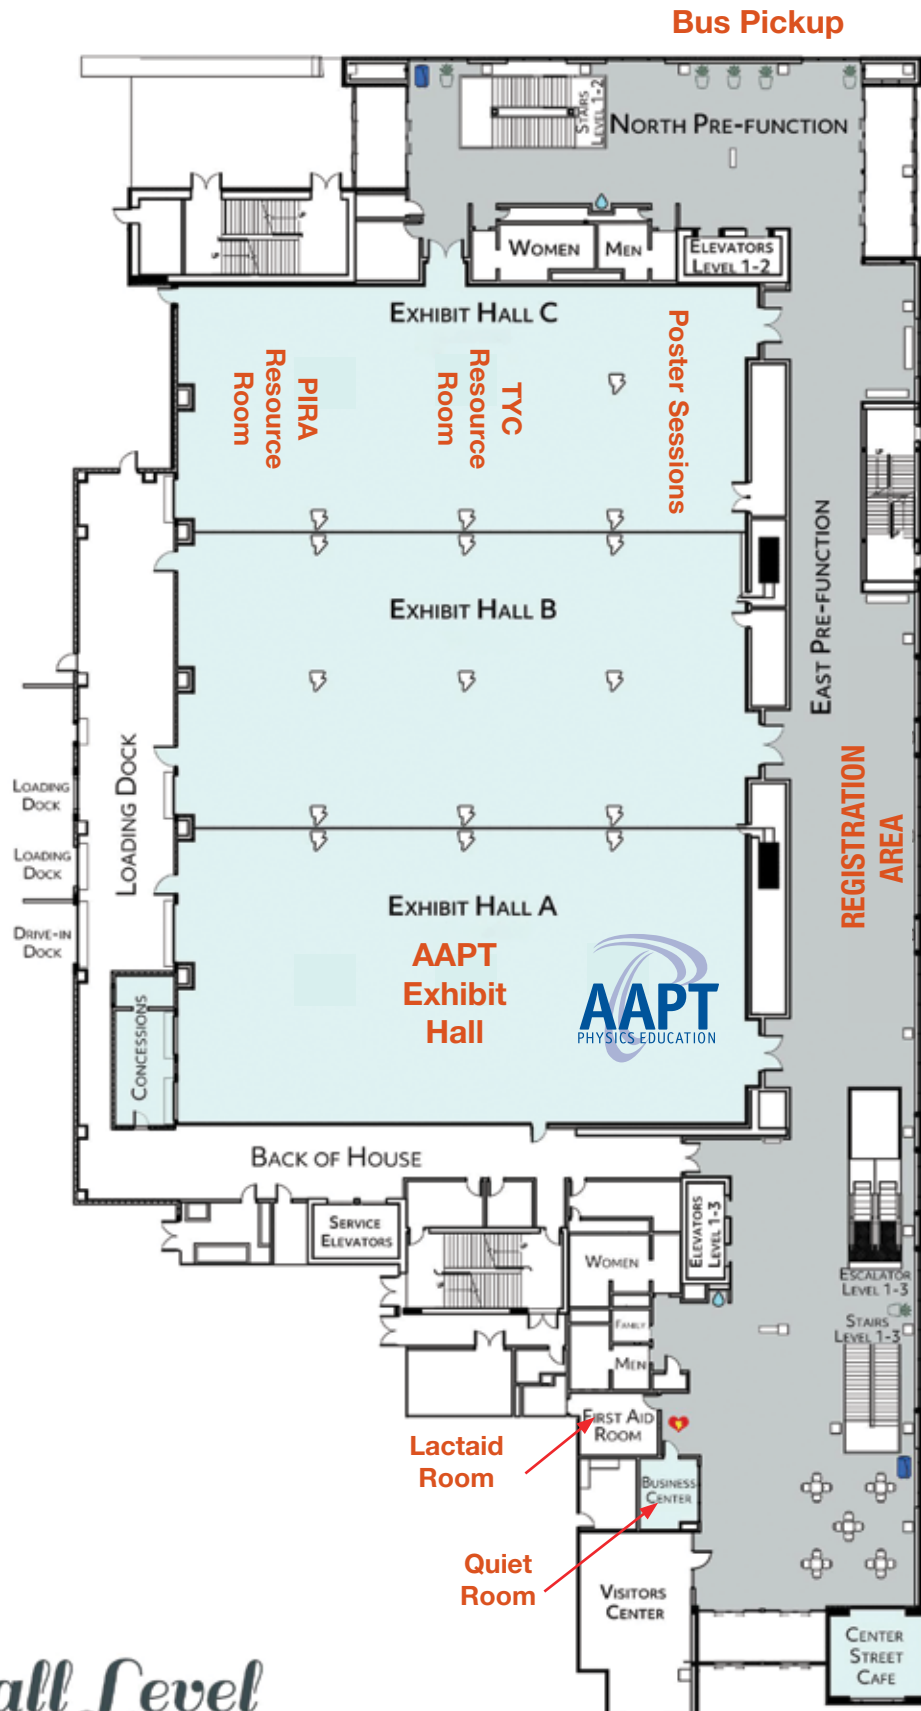 Bus Pickup
STAIRS
LEVEL 1-2
NORTH PRE-FUNCTION
WOMEN
MEN
ELEVATORS
LEVEL 1-2
EXHIBIT HALL C
PIRA
Resource
Room
TYC
Resource
Room
Poster Sessions
EXHIBIT HALL B
EAST PRE-FUNCTION
LOADING DOCK
LOADING
DOCK
LOADING
DOCK
DRIVE-IN
DOCK
REGISTRATION
AREA
EXHIBIT HALL A
AAPT
Exhibit
Hall
AAPT
PHYSICS EDUCATION
CONCESSIONS
BACK OF HOUSE
SERVICE
ELEVATORS
ELEVATORS
LEVEL 1-3
WOMEN
ESCALATOR
LEVEL 1-3
FAMILY
STAIRS
LEVEL 1-3
MEN
FIRST AID
ROOM
Lactaid
Room
BUSINESS
CENTER
Quiet
Room
VISITORS
CENTER
CENTER
STREET
CAFE
all Level